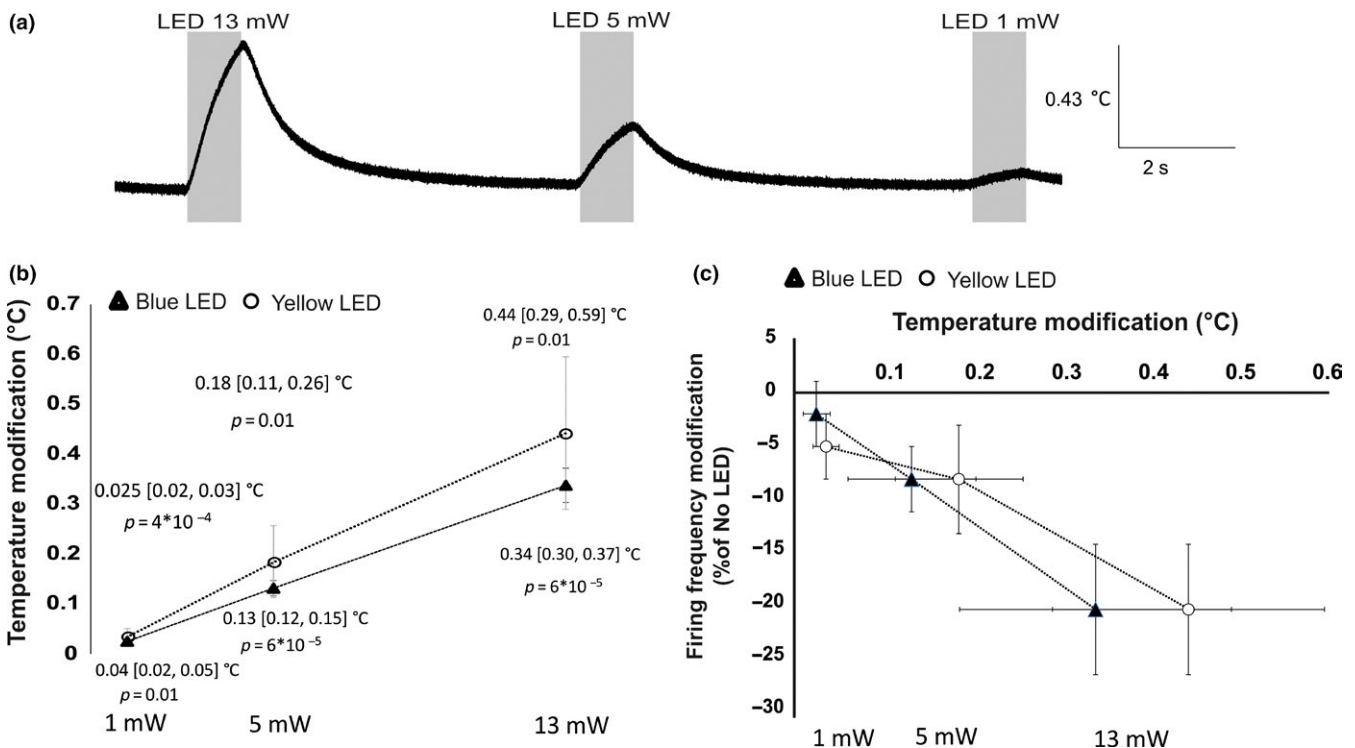 (a)
LED 13 mW
LED 5 mW
LED 1 mW
0.43 °C
2 s
(b)
▲ Blue LED ○ Yellow LED
Temperature modification (°C)
0.7
0.6
0.5
0.4
0.3
0.2
0.1
0
0.44 [0.29, 0.59] °C
p = 0.01
0.18 [0.11, 0.26] °C
p = 0.01
0.025 [0.02, 0.03] °C
p = 4*10⁻⁴
0.34 [0.30, 0.37] °C
p = 6*10⁻⁵
0.13 [0.12, 0.15] °C
p = 6*10⁻⁵
0.04 [0.02, 0.05] °C
p = 0.01
1 mW
5 mW
13 mW
(c)
▲ Blue LED ○ Yellow LED
Temperature modification (°C)
0.1 0.2 0.3 0.4 0.5 0.6
Firing frequency modification
(%of No LED)
5
0
−5
−10
−15
−20
−25
−30
1 mW
5 mW
13 mW